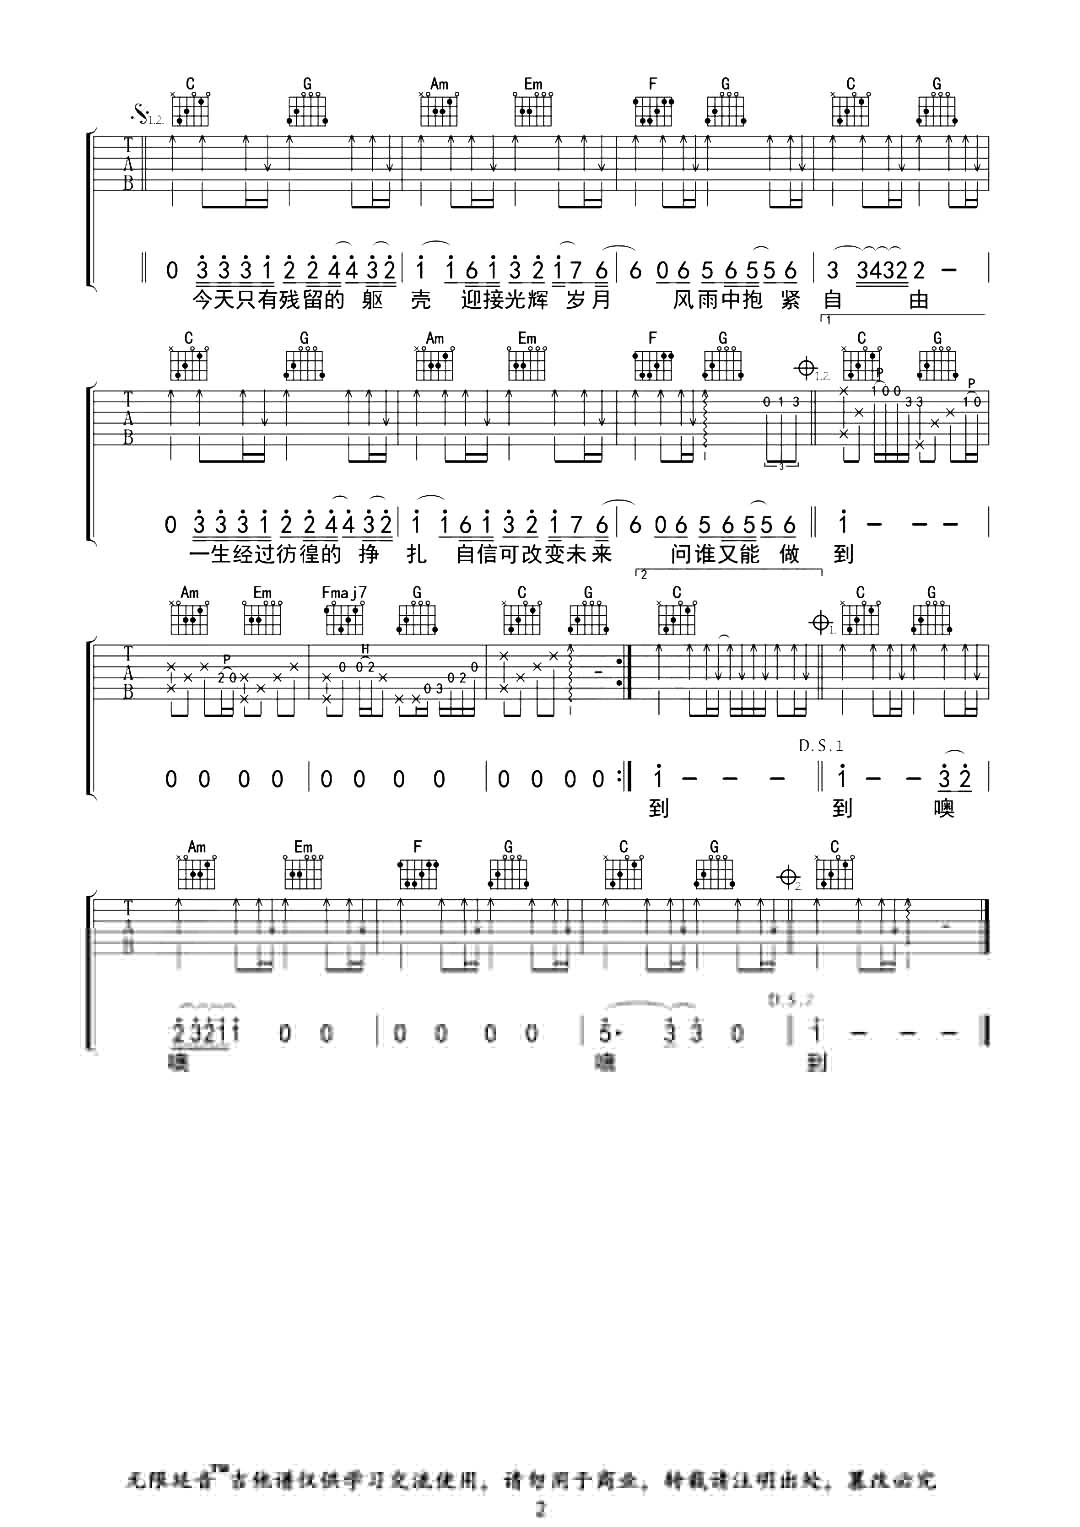 C G Am Em F G C G
1.2.
T A B
0 3 3 3 1 2 2 4 4 3 2 1 1 6 1 3 2 1 7 6 6 0 6 5 6 5 5 6 3 3 4 3 2 2 -
今天只有残留的 躯 壳 迎接光辉 岁月 风雨中抱 紧 自 由
1
C G Am Em F G 1.2. C G
P P
T A B 0 1 3 1 0 0 3 3 1 0
3
0 3 3 3 1 2 2 4 4 3 2 1 1 6 1 3 2 1 7 6 6 0 6 5 6 5 5 6 1 - - -
一生经过彷徨的 挣 扎 自信可改变未来 问谁又能 做 到
2
Am Em Fmaj7 G C G C 1. C G
P H
T A B 2 0 0 0 2 0 3 0 2 0
D.S.1
0 0 0 0 0 0 0 0 0 0 0 0 1 - - - 1 - - 3 2
到 到 噢
Am Em F G C G 2. C
T A B
D.S.2
2 3 2 1 1 0 0 0 0 0 0 5· 3 3 0 1 - - -
噢 噢 到
无限延音™吉他谱仅供学习交流使用，请勿用于商业，转载请注明出处，篡改必究
2